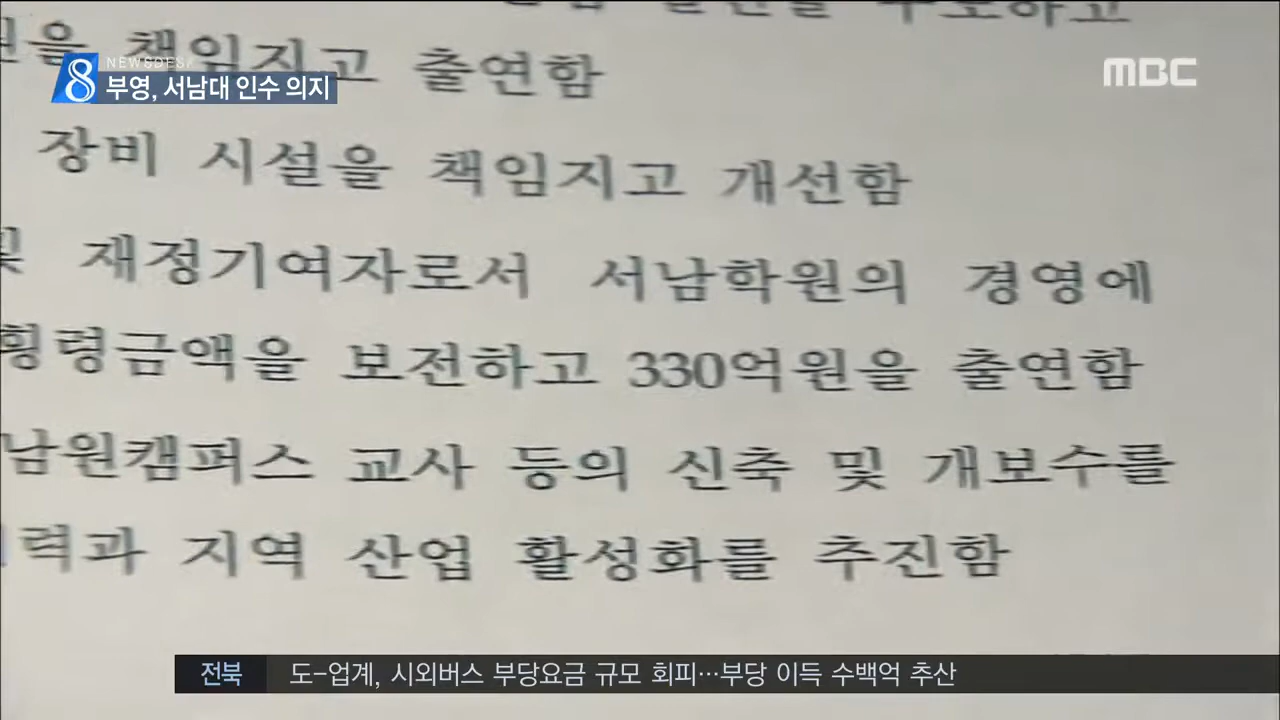 책임지고 출연함
NEWSDESK
8 부영, 서남대 인수 의지
MBC
장비 시설을 책임지고 개선함
재정기여자로서 서남학원의 경영에
횡령금액을 보전하고 330억원을 출연함
남원캠퍼스 교사 등의 신축 및 개보수를
지역 산업 활성화를 추진함
전북 도-업계, 시외버스 부당요금 규모 회피…부당 이득 수백억 추산